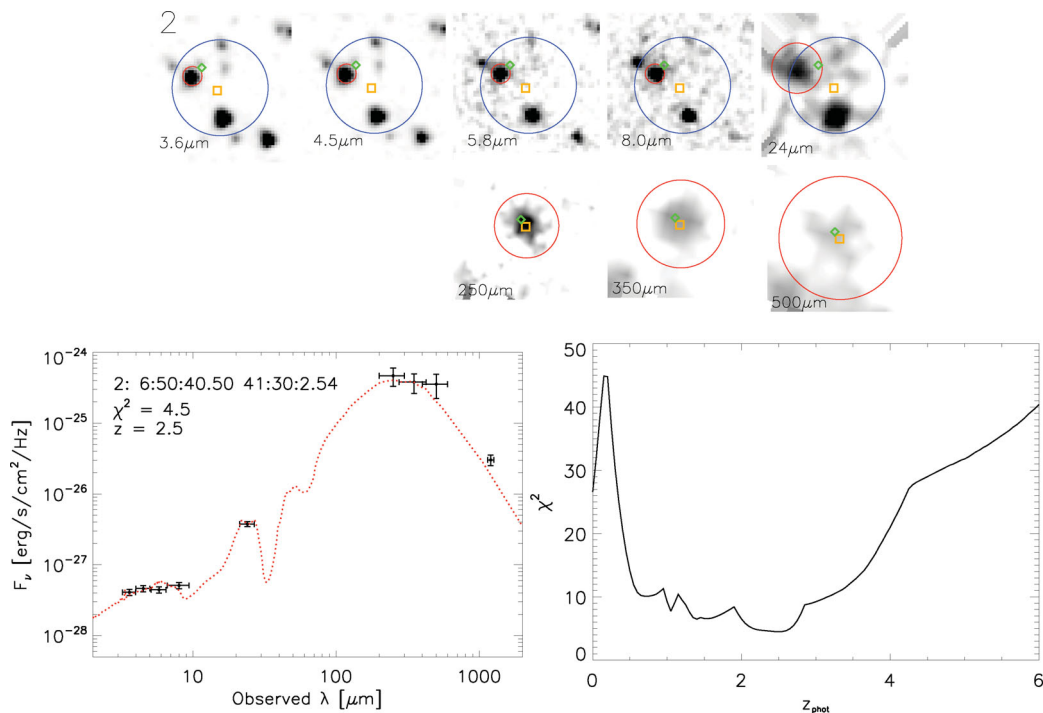 2
3.6μm
4.5μm
5.8μm
8.0μm
24μm
250μm
350μm
500μm
10⁻²⁴
10⁻²⁵
10⁻²⁶
10⁻²⁷
10⁻²⁸
F_ν [erg/s/cm²/Hz]
2: 6:50:40.50 41:30:2.54
χ² = 4.5
z = 2.5
10 100 1000
Observed λ [μm]
50
40
30
20
10
0
χ²
0 2 4 6
z_phot